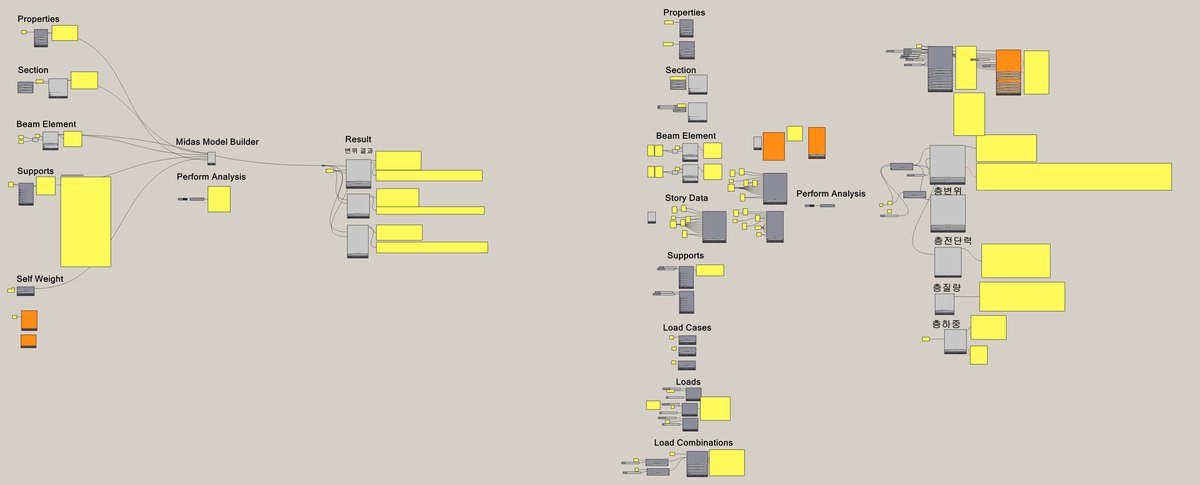 Properties
Section
Beam Element
Supports
Self Weight
Midas Model Builder
Perform Analysis
Result
변위 결과
Properties
Section
Beam Element
Story Data
Supports
Load Cases
Loads
Load Combinations
Perform Analysis
층변위
층전단력
층질량
층하중